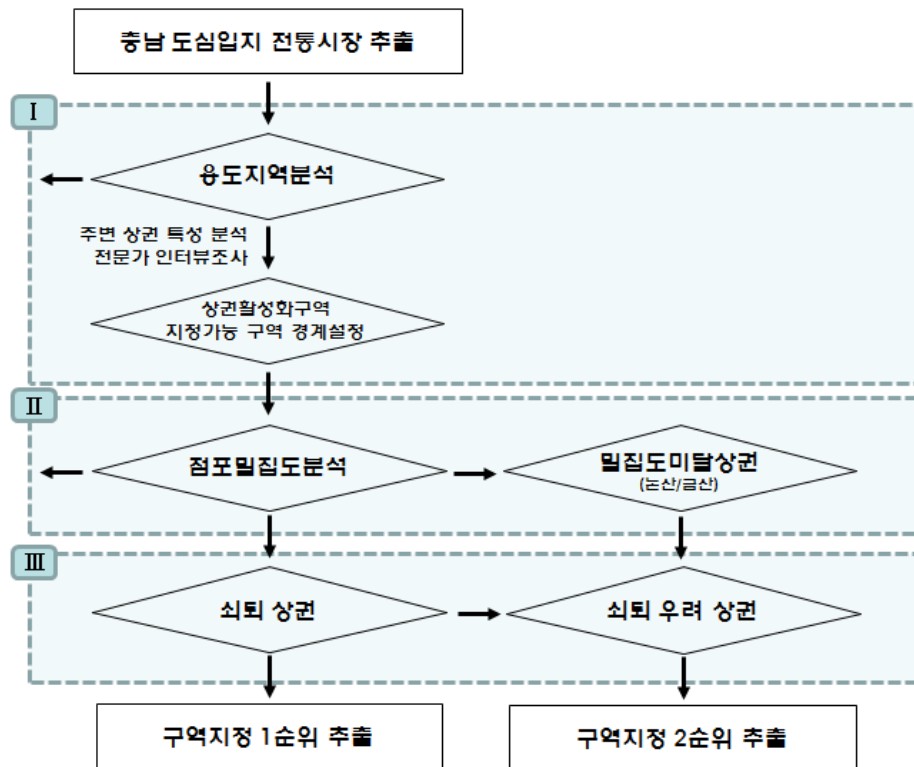 충남 도심입지 전통시장 추출
Ⅰ
용도지역분석
주변 상권 특성 분석
전문가 인터뷰조사
상권활성화구역
지정가능 구역 경계설정
Ⅱ
점포밀집도분석
밀집도미달상권
(논산/금산)
Ⅲ
쇠퇴 상권
쇠퇴 우려 상권
구역지정 1순위 추출
구역지정 2순위 추출